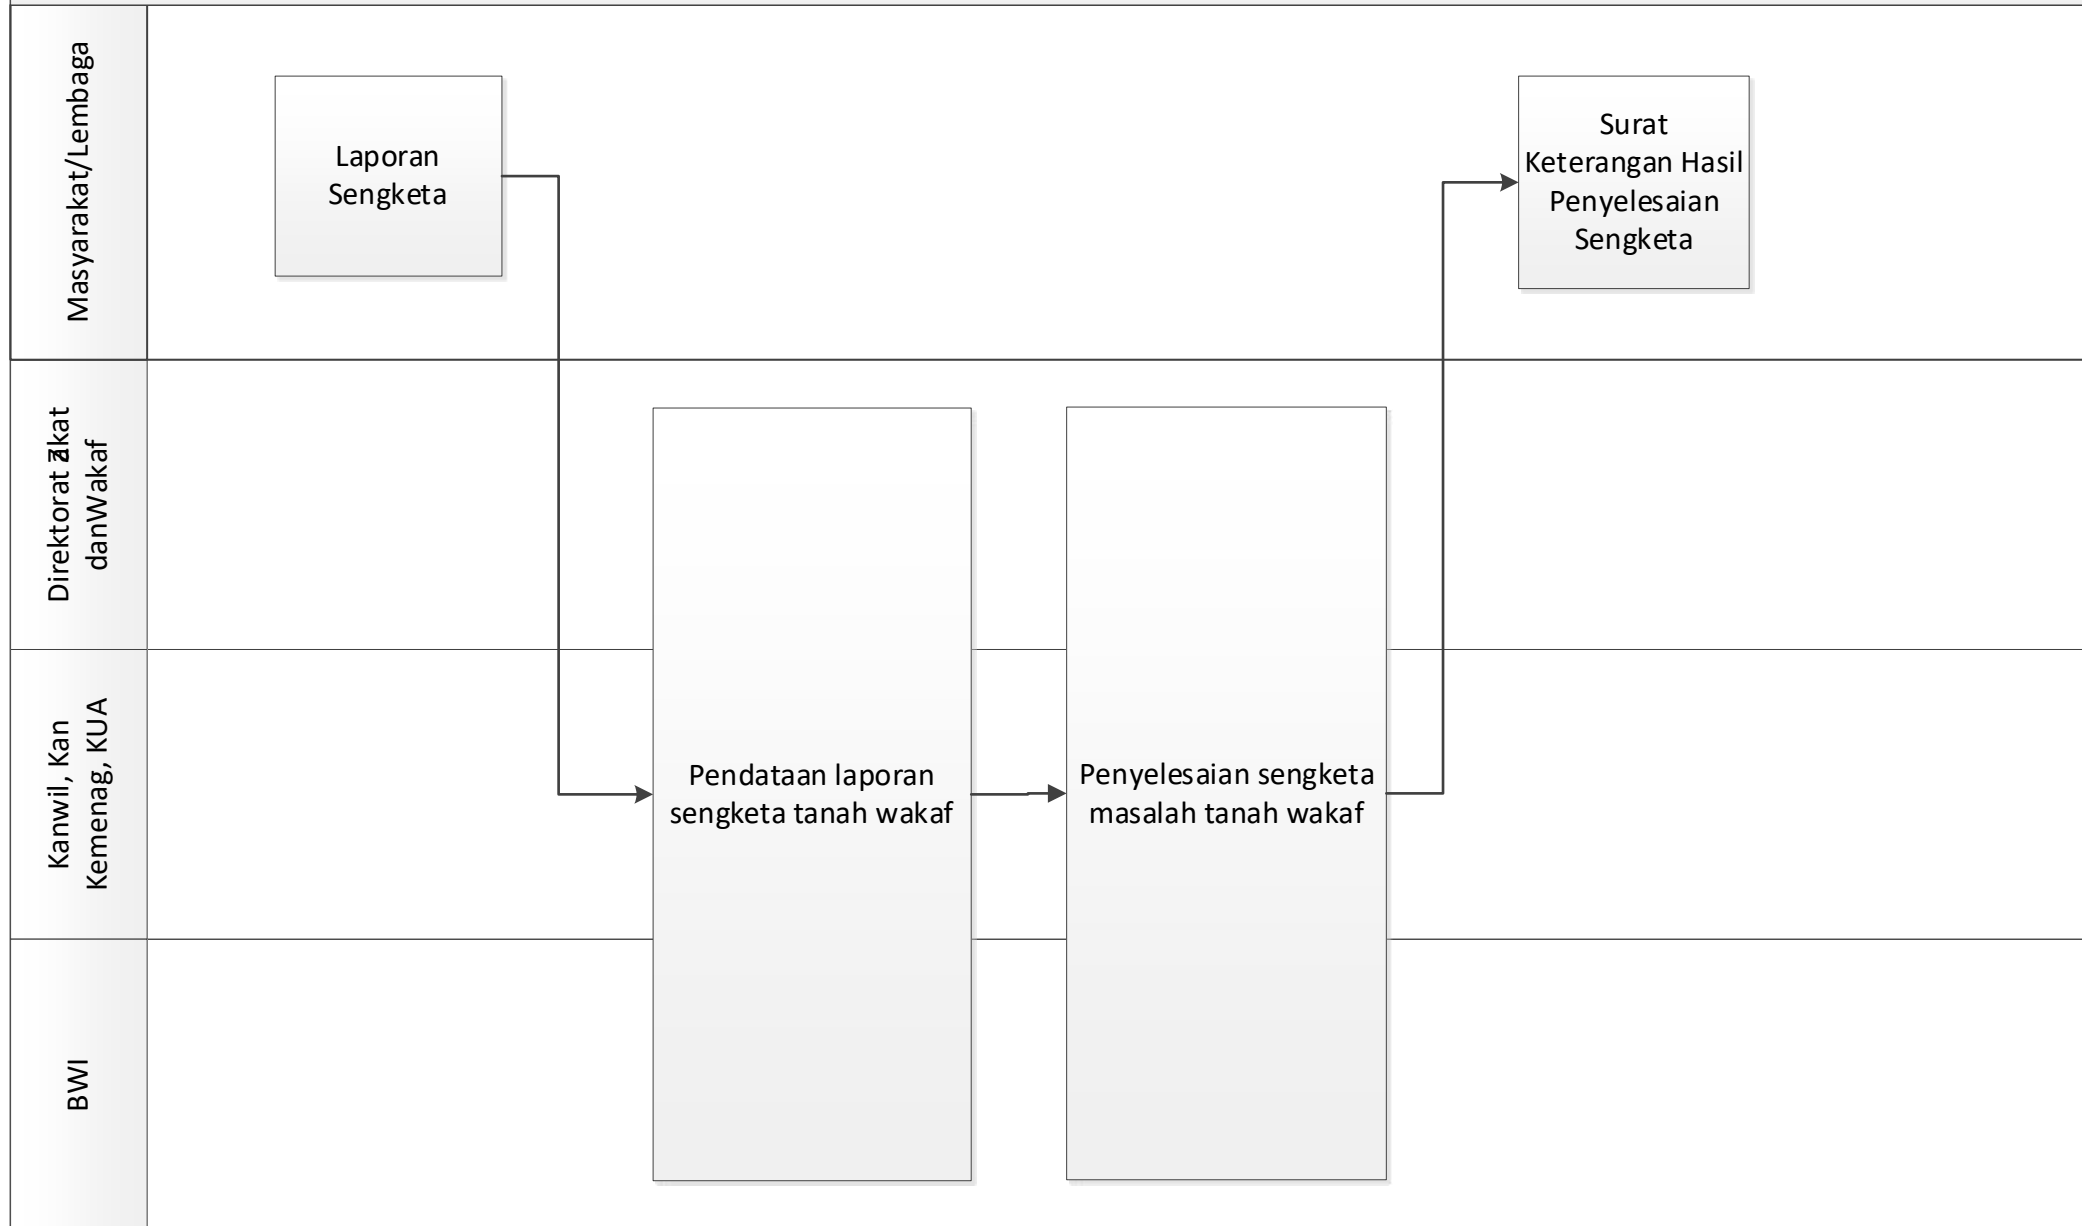 Masyarakat/Lembaga
Laporan
Sengketa
Surat
Keterangan Hasil
Penyelesaian
Sengketa
Direktorat Zakat
danWakaf
Kanwil, Kan
Kemenag, KUA
Pendataan laporan
sengketa tanah wakaf
Penyelesaian sengketa
masalah tanah wakaf
BWI